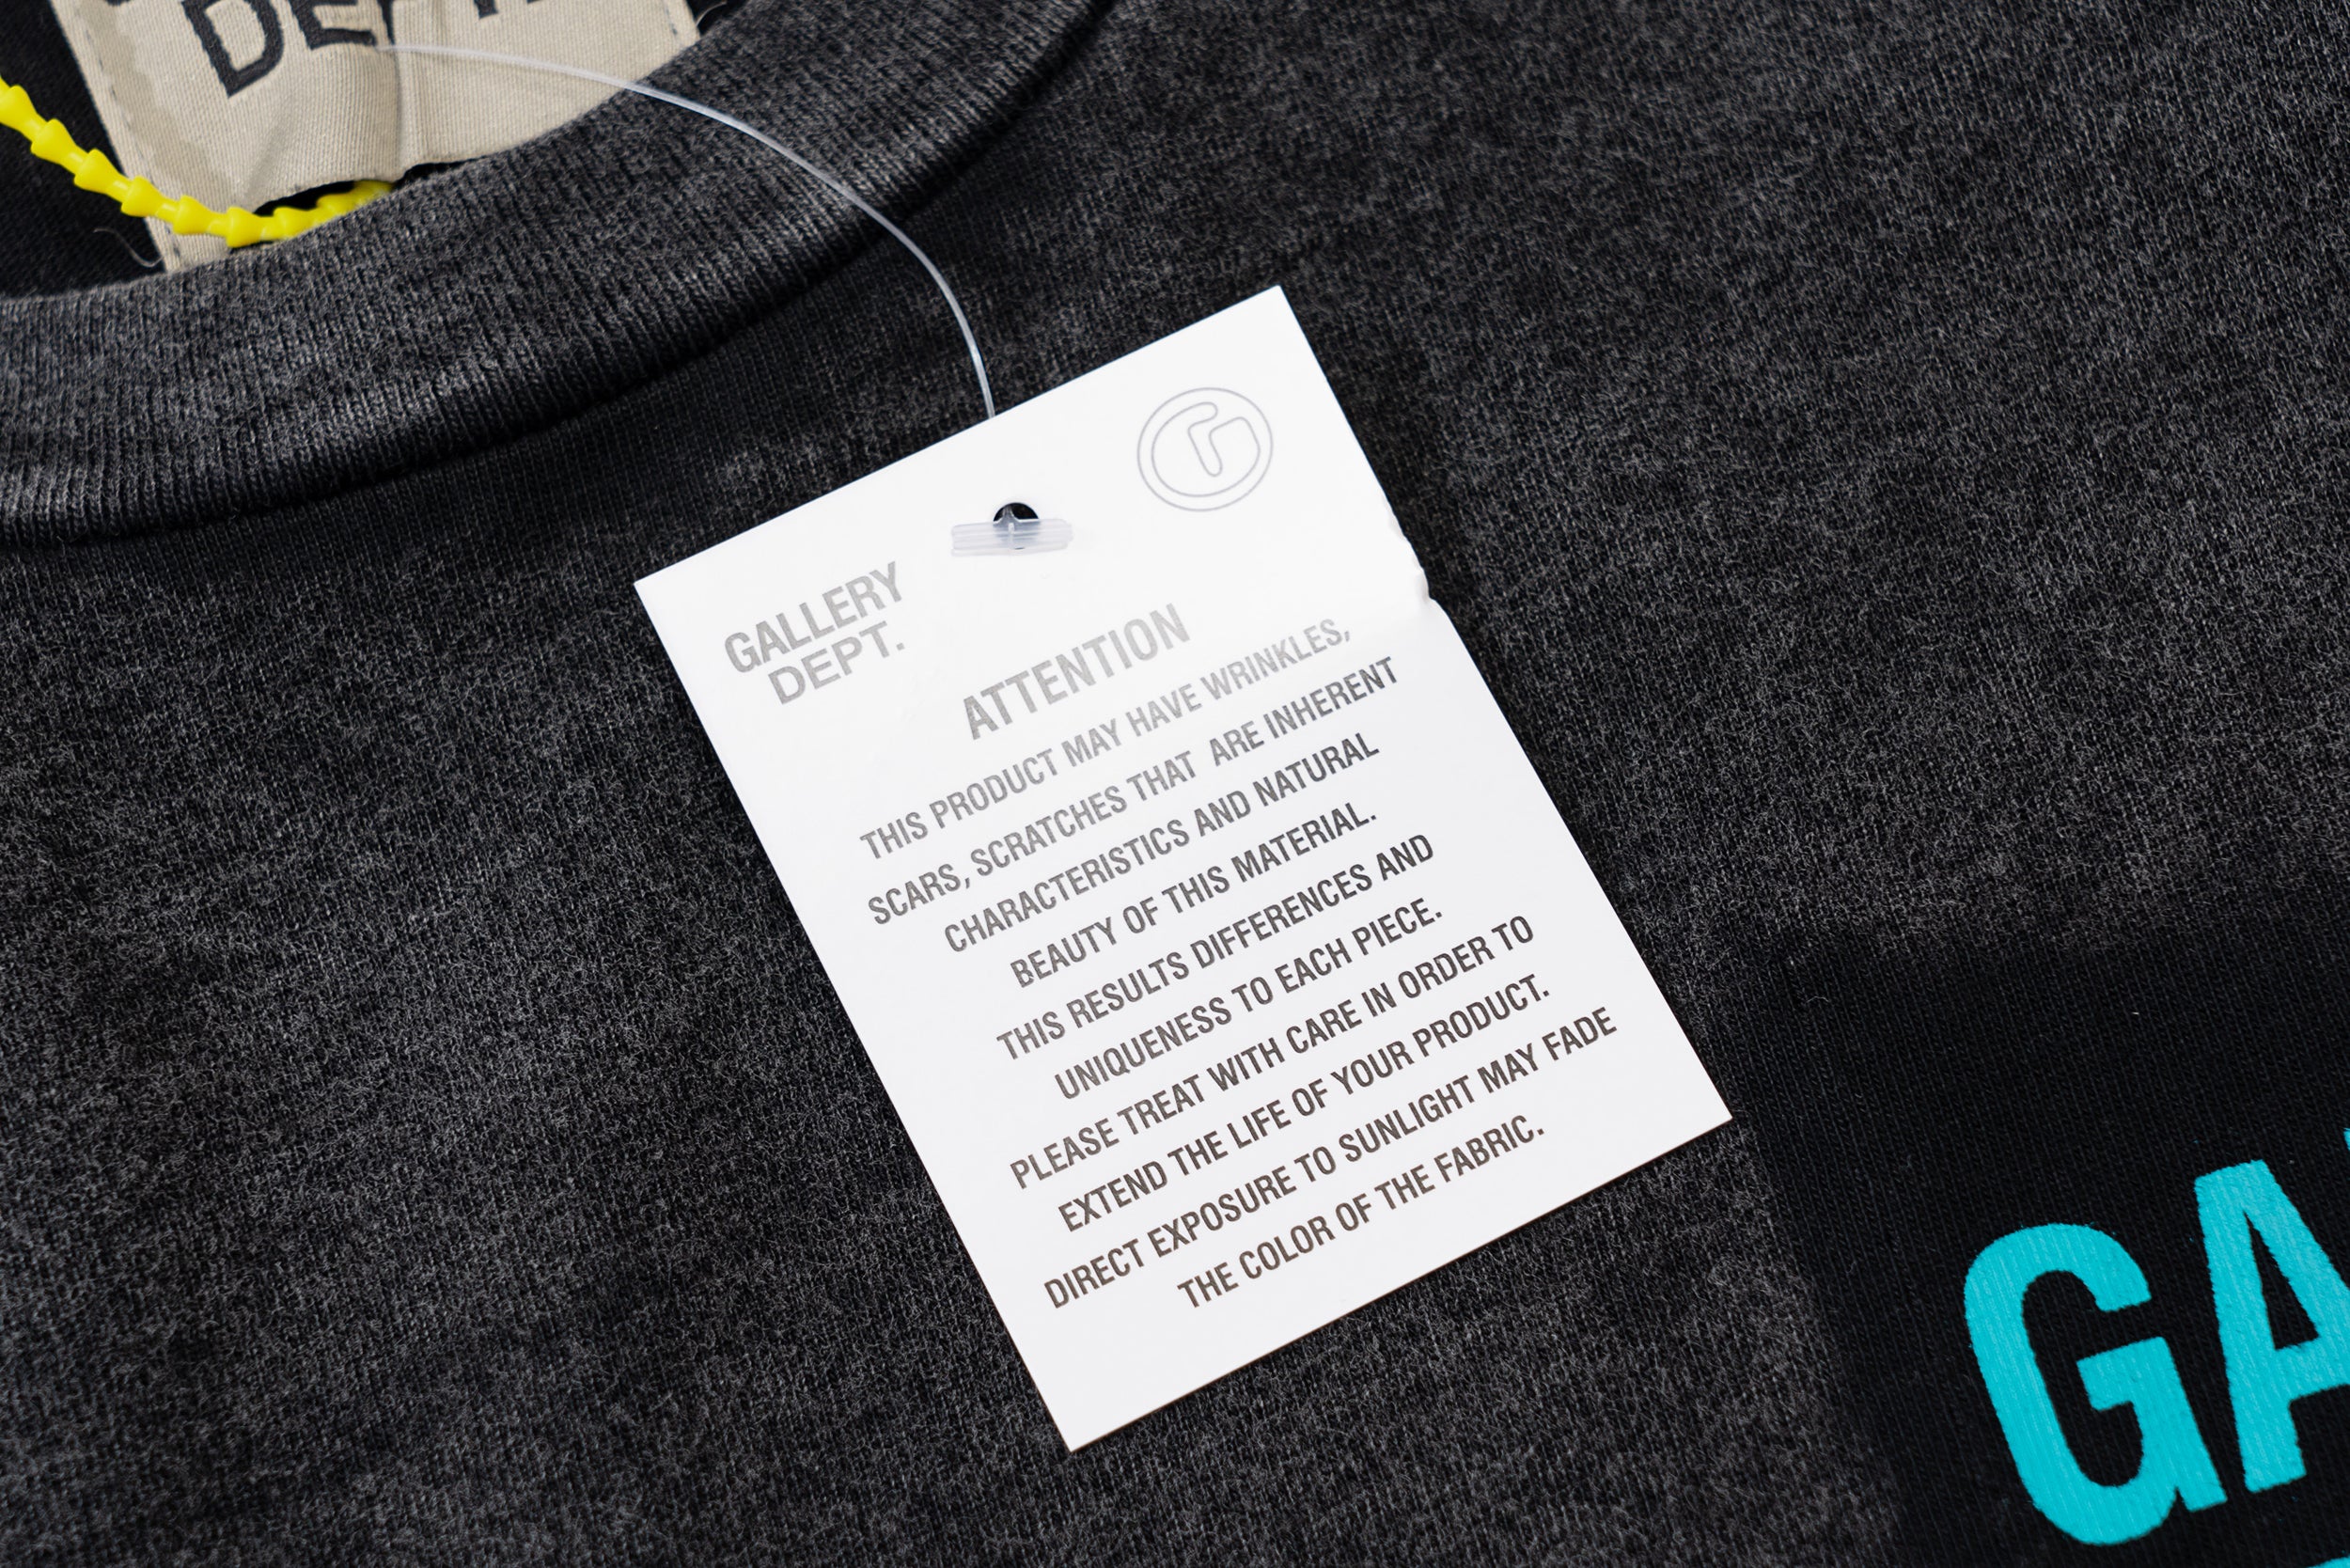 DEPT.
GALLERY
DEPT.
ATTENTION
THIS PRODUCT MAY HAVE WRINKLES,
SCARS, SCRATCHES THAT ARE INHERENT
CHARACTERISTICS AND NATURAL
BEAUTY OF THIS MATERIAL.
THIS RESULTS DIFFERENCES AND
UNIQUENESS TO EACH PIECE.
PLEASE TREAT WITH CARE IN ORDER TO
EXTEND THE LIFE OF YOUR PRODUCT.
DIRECT EXPOSURE TO SUNLIGHT MAY FADE
THE COLOR OF THE FABRIC.
GA